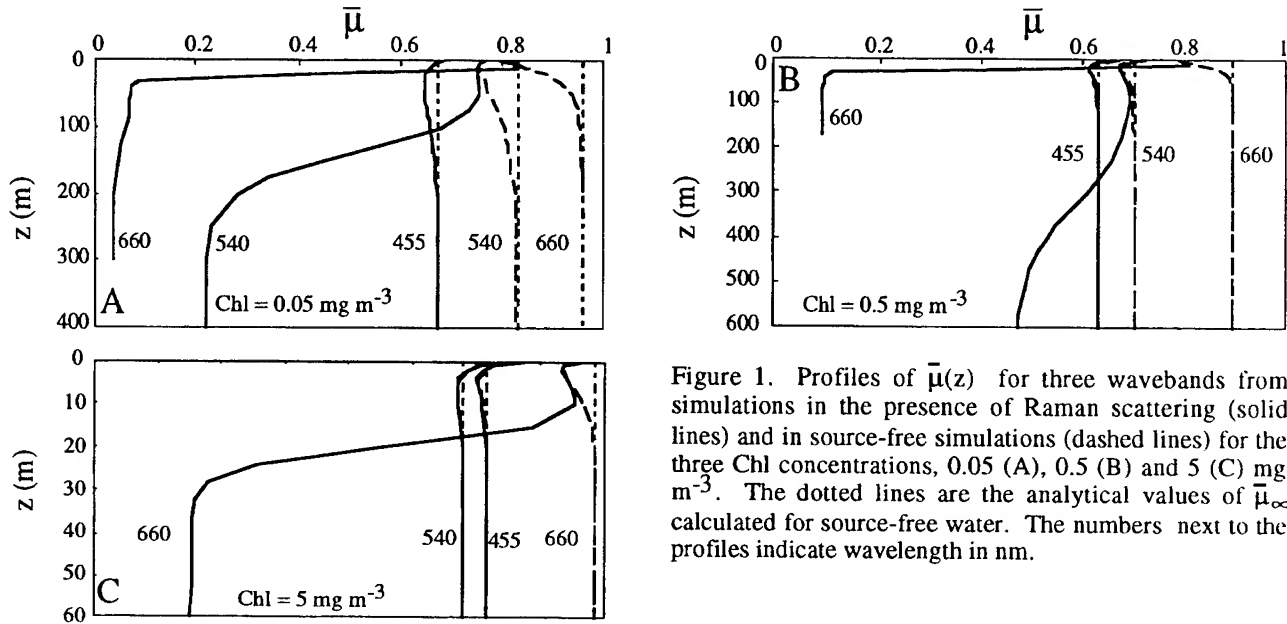 μ̄
0 0.2 0.4 0.6 0.8 1
0
100
200
300
400
z (m)
660
540
455
540
660
A
Chl = 0.05 mg m⁻³
μ̄
0 0.2 0.4 0.6 0.8 1
0
100
200
300
400
500
600
z (m)
B
660
455
540
660
Chl = 0.5 mg m⁻³
0
10
20
30
40
50
60
z (m)
660
540
455
660
C
Chl = 5 mg m⁻³
Figure 1. Profiles of μ̄(z) for three wavebands from
simulations in the presence of Raman scattering (solid
lines) and in source-free simulations (dashed lines) for the
three Chl concentrations, 0.05 (A), 0.5 (B) and 5 (C) mg
m⁻³. The dotted lines are the analytical values of μ̄∞
calculated for source-free water. The numbers next to the
profiles indicate wavelength in nm.